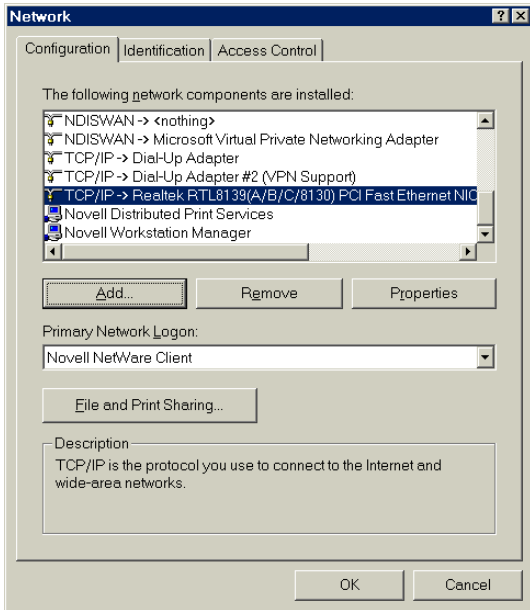 Network
Configuration Identification Access Control
The following network components are installed:
NDISWAN -> <nothing>
NDISWAN -> Microsoft Virtual Private Networking Adapter
TCP/IP -> Dial-Up Adapter
TCP/IP -> Dial-Up Adapter #2 (VPN Support)
TCP/IP -> Realtek RTL8139(A/B/C/8130) PCI Fast Ethernet NIC
Novell Distributed Print Services
Novell Workstation Manager
Add... Remove Properties
Primary Network Logon:
Novell NetWare Client
File and Print Sharing...
Description
TCP/IP is the protocol you use to connect to the Internet and
wide-area networks.
OK Cancel